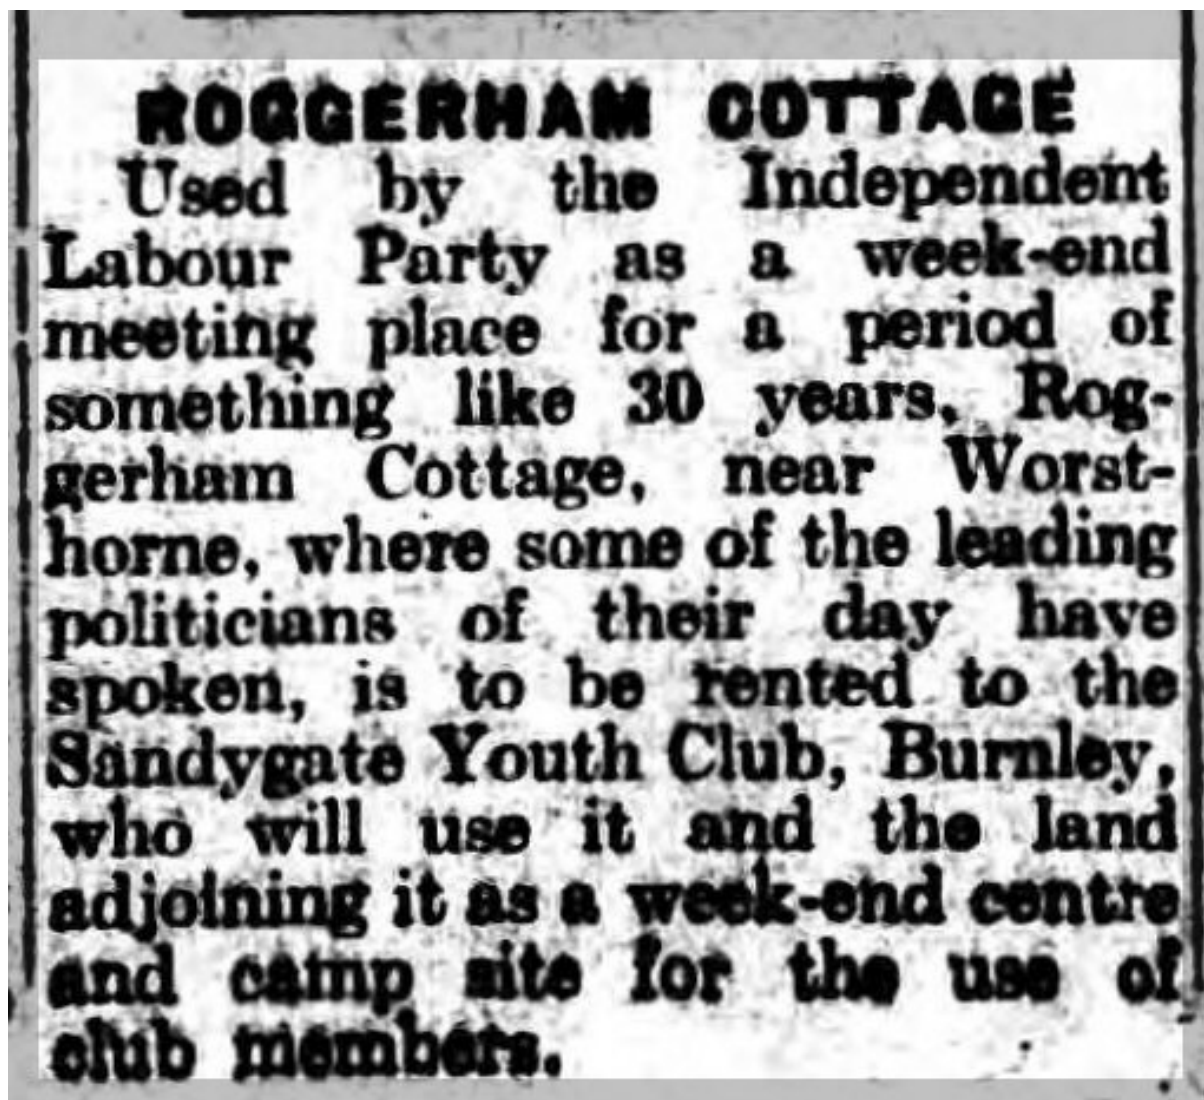 ROGGERHAM COTTAGE
Used by the Independent
Labour Party as a week-end
meeting place for a period of
something like 30 years, Rog-
gerham Cottage, near Worst-
horne, where some of the leading
politicians of their day have
spoken, is to be rented to the
Sandygate Youth Club, Burnley,
who will use it and the land
adjoining it as a week-end centre
and camp site for the use of
club members.